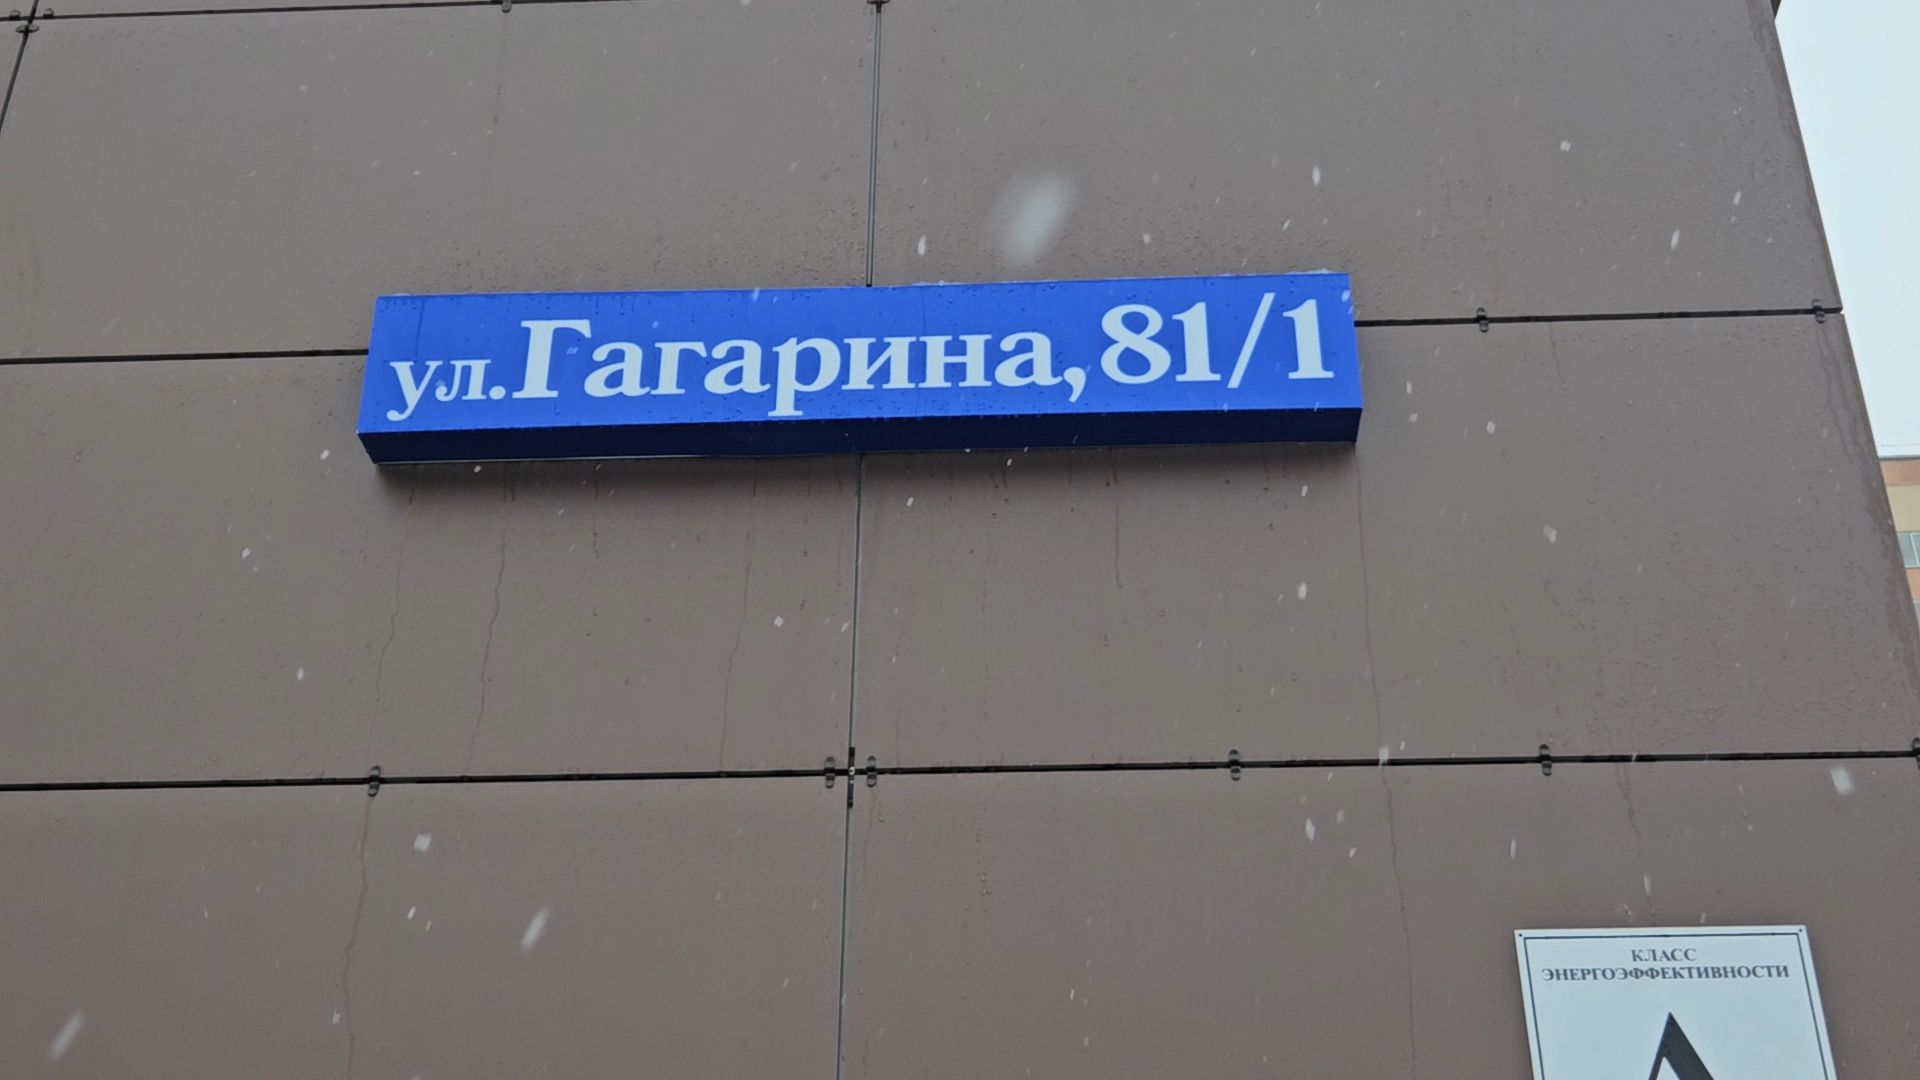 ул.Гагарина,81/1
КЛАСС
ЭНЕРГОЭФФЕКТИВНОСТИ
А